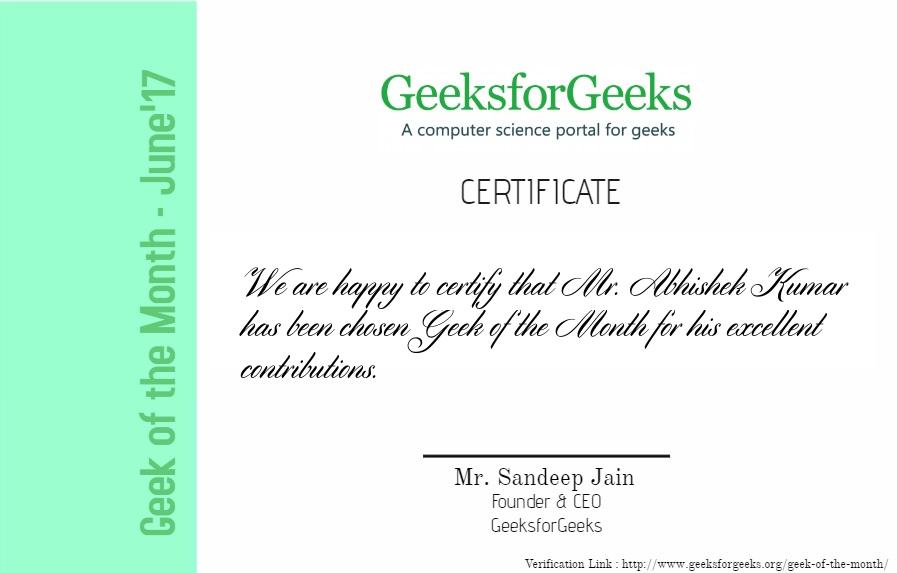 Geek of the Month - June'17
GeeksforGeeks
A computer science portal for geeks
CERTIFICATE
We are happy to certify that Mr. Abhishek Kumar
has been chosen Geek of the Month for his excellent
contributions.
Mr. Sandeep Jain
Founder & CEO
GeeksforGeeks
Verification Link : http://www.geeksforgeeks.org/geek-of-the-month/